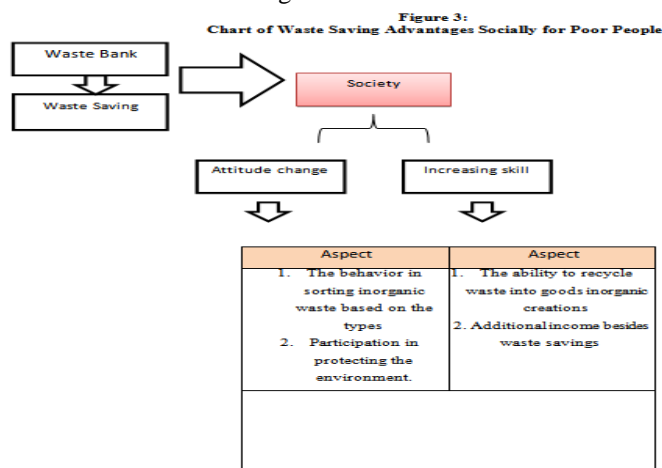 Figure 3:
Chart of Waste Saving Advantages Socially for Poor People
Waste Bank
Waste Saving
Society
Attitude change
Increasing skill
Aspect
1. The behavior in
sorting inorganic
waste based on the
types
2. Participation in
protecting the
environment.
Aspect
1. The ability to recycle
waste into goods inorganic
creations
2. Additional income besides
waste savings